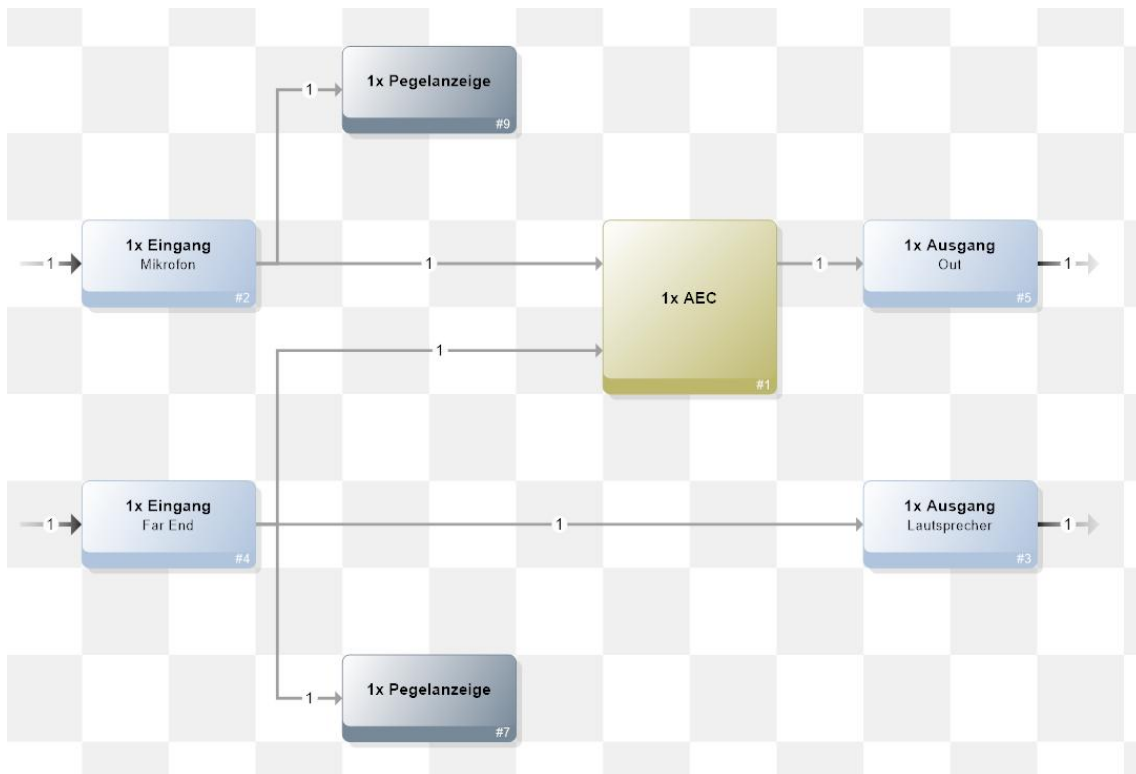 1x Pegelanzeige
1
#9
1x Eingang
Mikrofon
1
#2
1
1x AEC
#1
1
1x Ausgang
Out
1
#5
1
1x Eingang
Far End
1
#4
1
1x Ausgang
Lautsprecher
1
#3
1x Pegelanzeige
1
#7